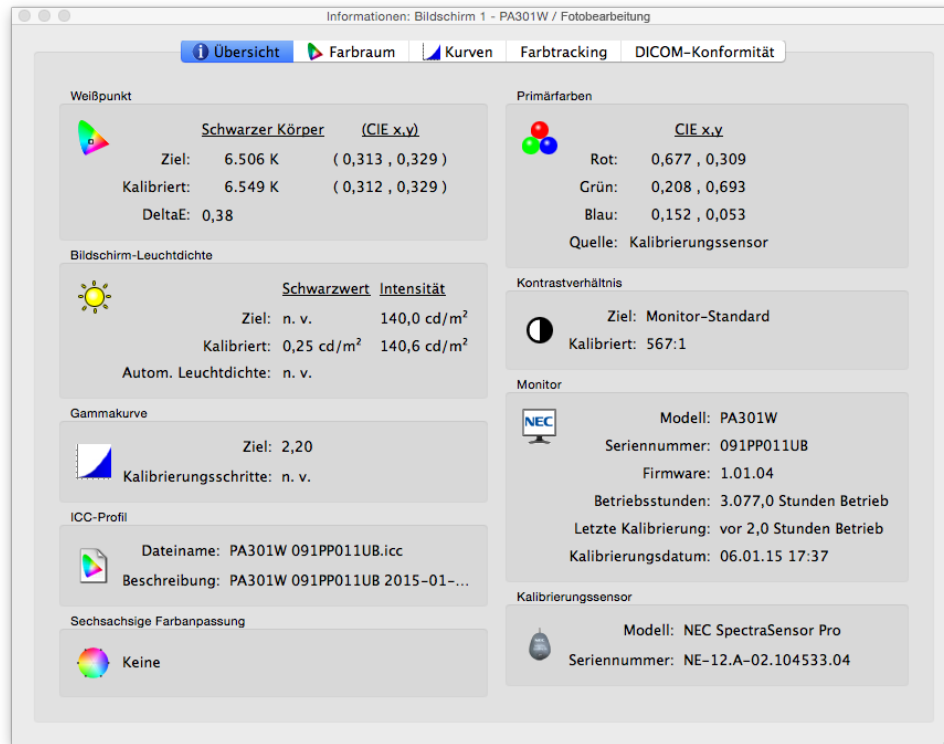 Informationen: Bildschirm 1 - PA301W / Fotobearbeitung
Übersicht Farbraum Kurven Farbtracking DICOM-Konformität
Weißpunkt
Schwarzer Körper (CIE x,y)
Ziel: 6.506 K ( 0,313 , 0,329 )
Kalibriert: 6.549 K ( 0,312 , 0,329 )
DeltaE: 0,38
Bildschirm-Leuchtdichte
Schwarzwert Intensität
Ziel: n. v. 140,0 cd/m²
Kalibriert: 0,25 cd/m² 140,6 cd/m²
Autom. Leuchtdichte: n. v.
Gammakurve
Ziel: 2,20
Kalibrierungsschritte: n. v.
ICC-Profil
Dateiname: PA301W 091PP011UB.icc
Beschreibung: PA301W 091PP011UB 2015-01-...
Sechsachsige Farbanpassung
Keine
Primärfarben
CIE x,y
Rot: 0,677 , 0,309
Grün: 0,208 , 0,693
Blau: 0,152 , 0,053
Quelle: Kalibrierungssensor
Kontrastverhältnis
Ziel: Monitor-Standard
Kalibriert: 567:1
Monitor
NEC
Modell: PA301W
Seriennummer: 091PP011UB
Firmware: 1.01.04
Betriebsstunden: 3.077,0 Stunden Betrieb
Letzte Kalibrierung: vor 2,0 Stunden Betrieb
Kalibrierungsdatum: 06.01.15 17:37
Kalibrierungssensor
Modell: NEC SpectraSensor Pro
Seriennummer: NE-12.A-02.104533.04